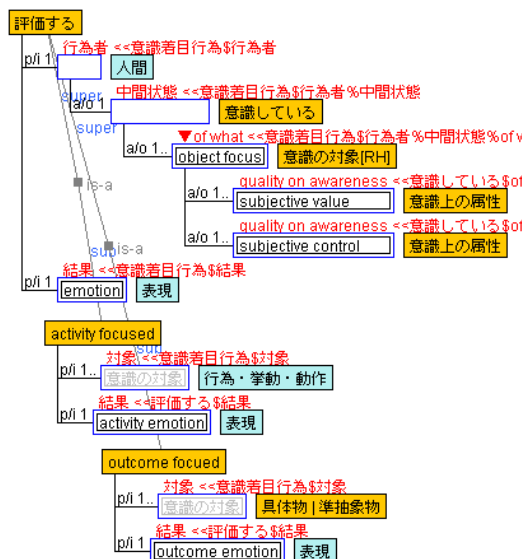 評価する
行為者 <<意識着目行為$行為者
p/i 1
人間
中間状態 <<意識着目行為$行為者%中間状態
super
a/o 1
意識している
super
▼of what <<意識着目行為$行為者%中間状態%of w
a/o 1..
object focus
意識の対象[RH]
quality on awareness <<意識している$of
is-a
a/o 1..
subjective value
意識上の属性
quality on awareness <<意識している$of
a/o 1..
subjective control
意識上の属性
sub
is-a
結果 <<意識着目行為$結果
p/i 1
emotion
表現
activity focused
sub
対象 <<意識着目行為$対象
p/i 1..
意識の対象
行為・挙動・動作
結果 <<評価する$結果
p/i 1
activity emotion
表現
outcome focued
対象 <<意識着目行為$対象
p/i 1..
意識の対象
具体物 | 準抽象物
結果 <<評価する$結果
p/i 1
outcome emotion
表現